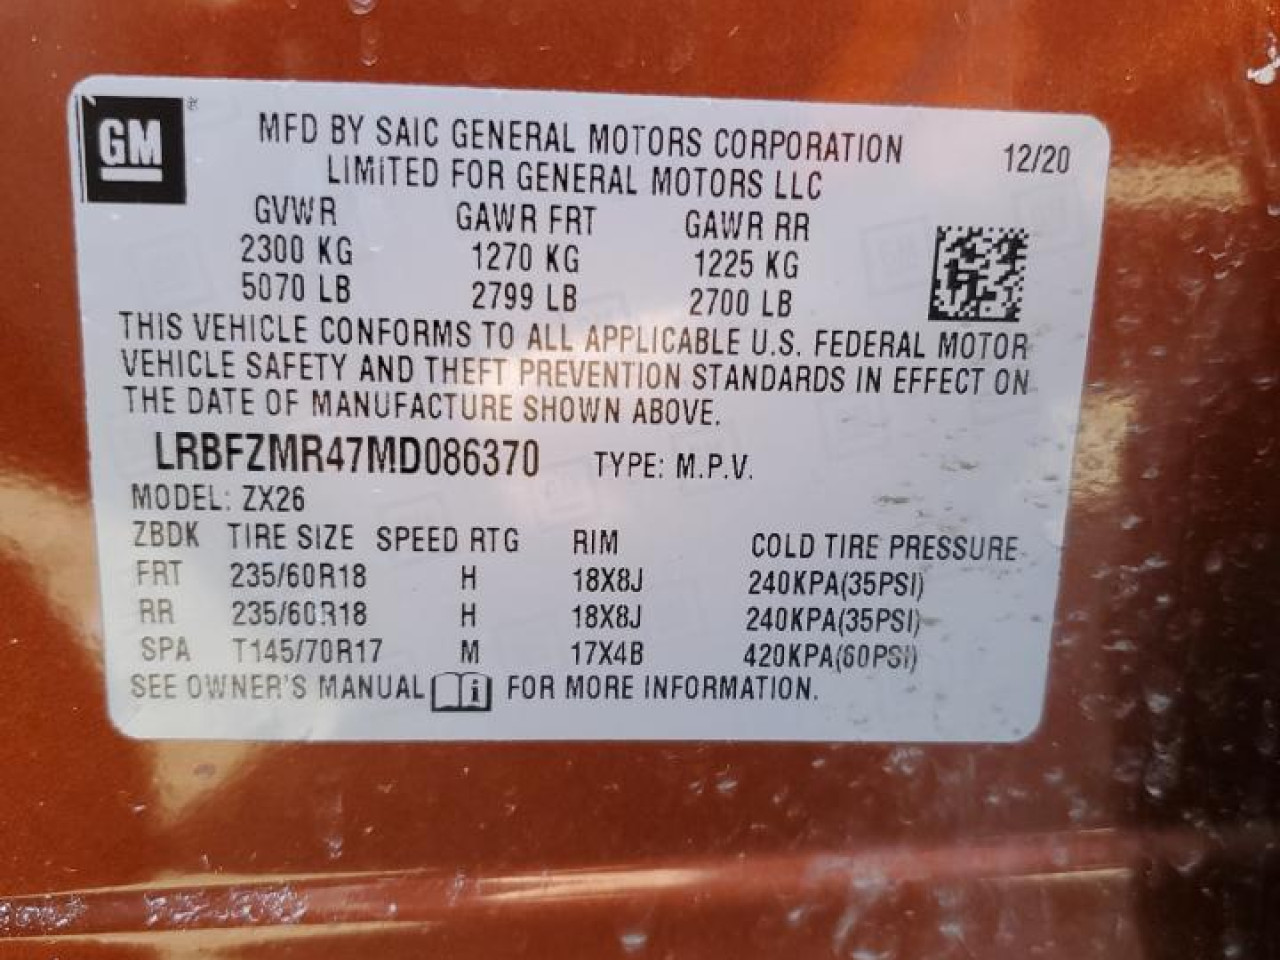 GM
MFD BY SAIC GENERAL MOTORS CORPORATION
LIMITED FOR GENERAL MOTORS LLC
12/20
GVWR GAWR FRT GAWR RR
2300 KG 1270 KG 1225 KG
5070 LB 2799 LB 2700 LB
THIS VEHICLE CONFORMS TO ALL APPLICABLE U.S. FEDERAL MOTOR
VEHICLE SAFETY AND THEFT PREVENTION STANDARDS IN EFFECT ON
THE DATE OF MANUFACTURE SHOWN ABOVE.
LRBFZMR47MD086370 TYPE: M.P.V.
MODEL: ZX26
ZBDK TIRE SIZE SPEED RTG RIM COLD TIRE PRESSURE
FRT 235/60R18 H 18X8J 240KPA(35PSI)
RR 235/60R18 H 18X8J 240KPA(35PSI)
SPA T145/70R17 M 17X4B 420KPA(60PSI)
SEE OWNER'S MANUAL i FOR MORE INFORMATION.